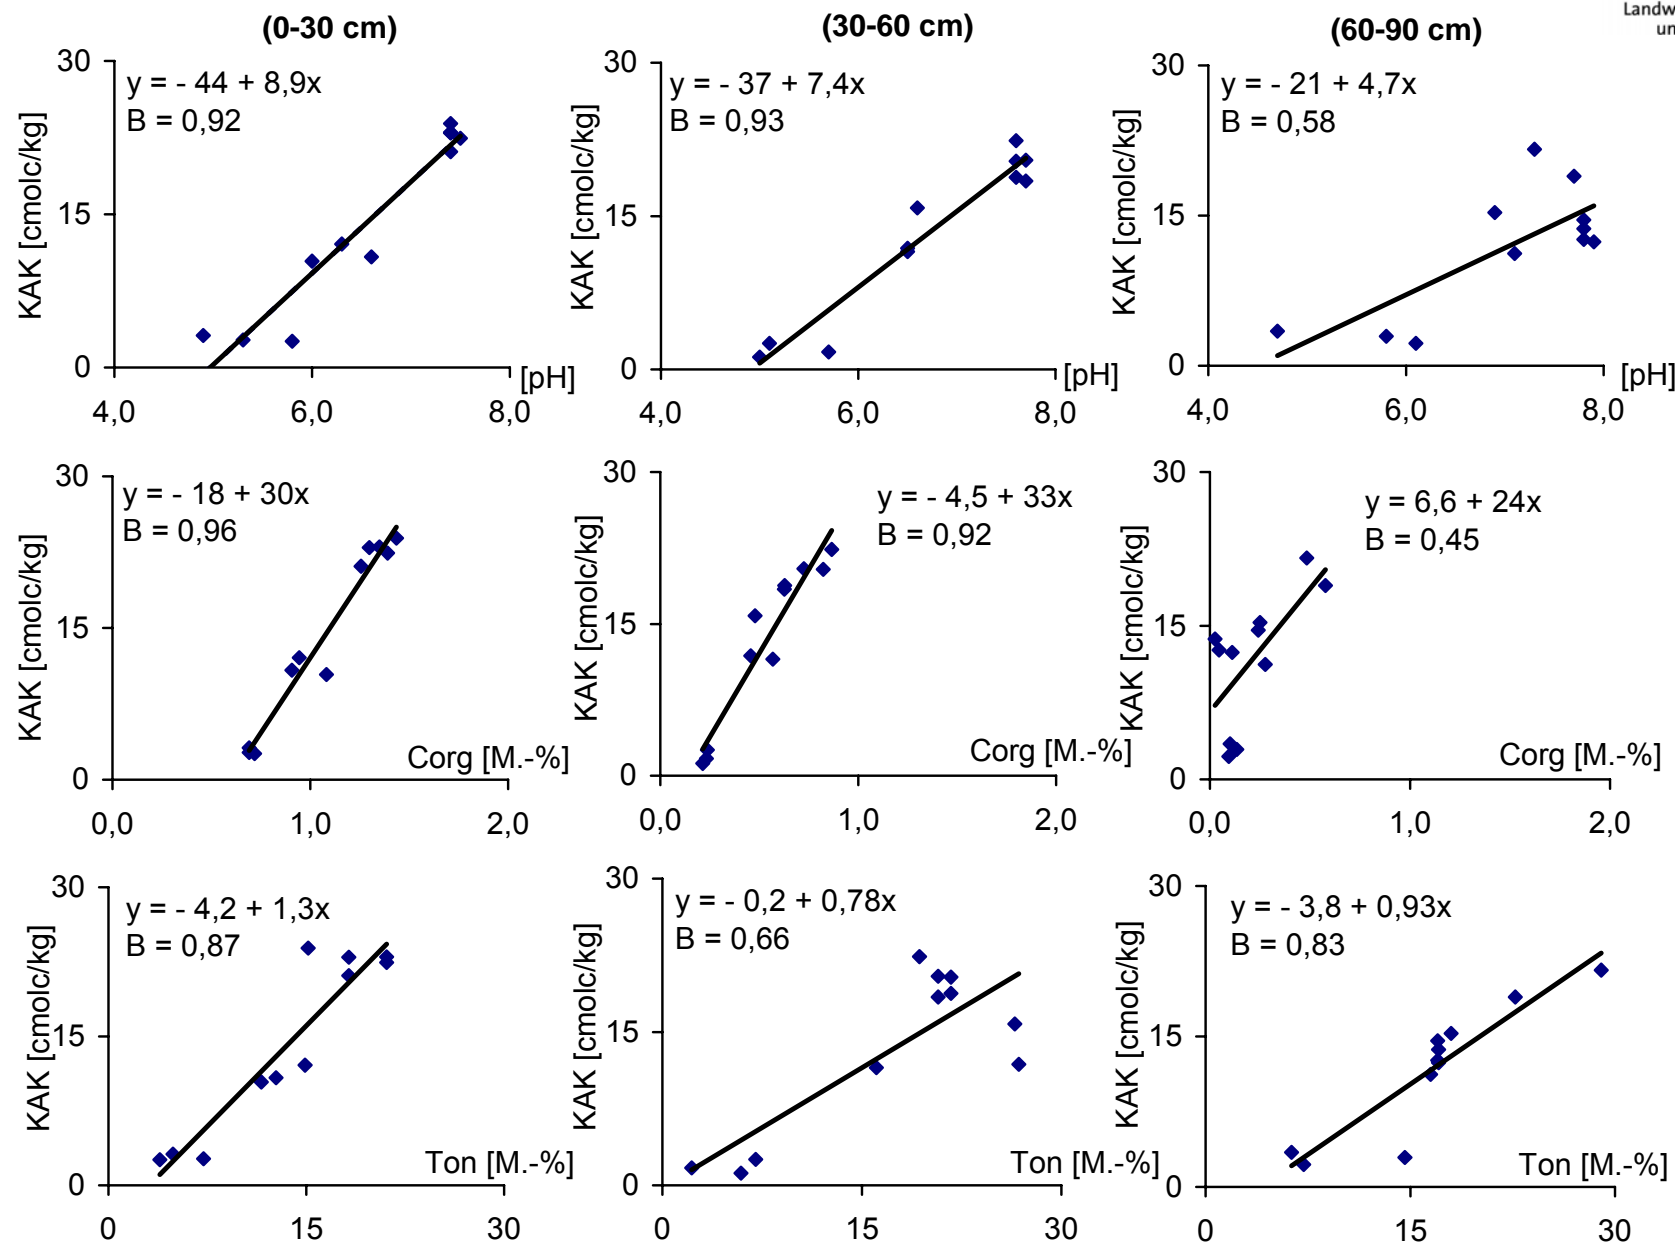 Landw
un
(0-30 cm)
(30-60 cm)
(60-90 cm)
30
y = - 44 + 8,9x
B = 0,92
KAK [cmolc/kg]
15
0
[pH]
4,0
6,0
8,0
30
y = - 37 + 7,4x
B = 0,93
KAK [cmolc/kg]
15
0
[pH]
4,0
6,0
8,0
30
y = - 21 + 4,7x
B = 0,58
KAK [cmolc/kg]
15
0
[pH]
4,0
6,0
8,0
30
y = - 18 + 30x
B = 0,96
KAK [cmolc/kg]
15
Corg [M.-%]
0
0,0
1,0
2,0
30
y = - 4,5 + 33x
B = 0,92
KAK [cmolc/kg]
15
Corg [M.-%]
0
0,0
1,0
2,0
30
y = 6,6 + 24x
B = 0,45
KAK [cmolc/kg]
15
Corg [M.-%]
0
0,0
1,0
2,0
30
y = - 4,2 + 1,3x
B = 0,87
KAK [cmolc/kg]
15
Ton [M.-%]
0
0
15
30
30
y = - 0,2 + 0,78x
B = 0,66
KAK [cmolc/kg]
15
Ton [M.-%]
0
0
15
30
30
y = - 3,8 + 0,93x
B = 0,83
KAK [cmolc/kg]
15
Ton [M.-%]
0
0
15
30